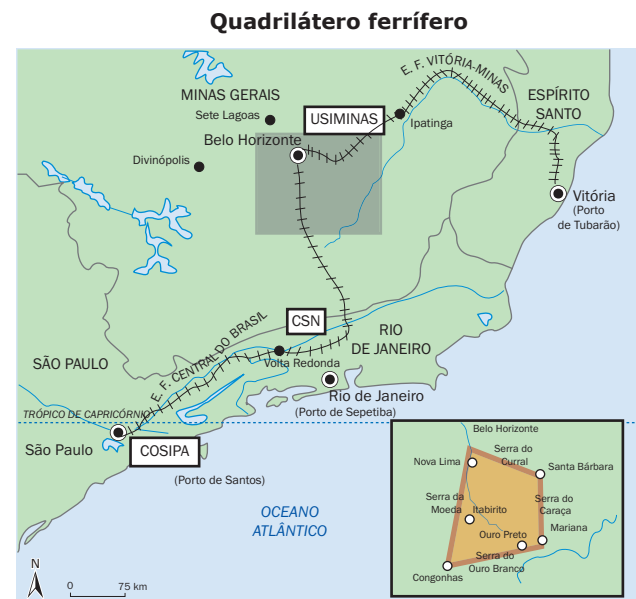 Quadrilátero ferrífero
E. F. VITÓRIA-MINAS
MINAS GERAIS
ESPÍRITO
SANTO
Sete Lagoas
USIMINAS
Ipatinga
Belo Horizonte
Divinópolis
Vitória
(Porto
de Tubarão)
CSN
E. F. CENTRAL DO BRASIL
RIO
DE JANEIRO
Volta Redonda
SÃO PAULO
Rio de Janeiro
(Porto de Sepetiba)
TRÓPICO DE CAPRICÓRNIO
São Paulo
COSIPA
(Porto de Santos)
OCEANO
ATLÂNTICO
Belo Horizonte
Serra do
Curral
Nova Lima
Santa Bárbara
Serra da
Moeda
Itabirito
Serra do
Caraça
Ouro Preto
Mariana
Serra do
Ouro Branco
Congonhas
N
0 75 km